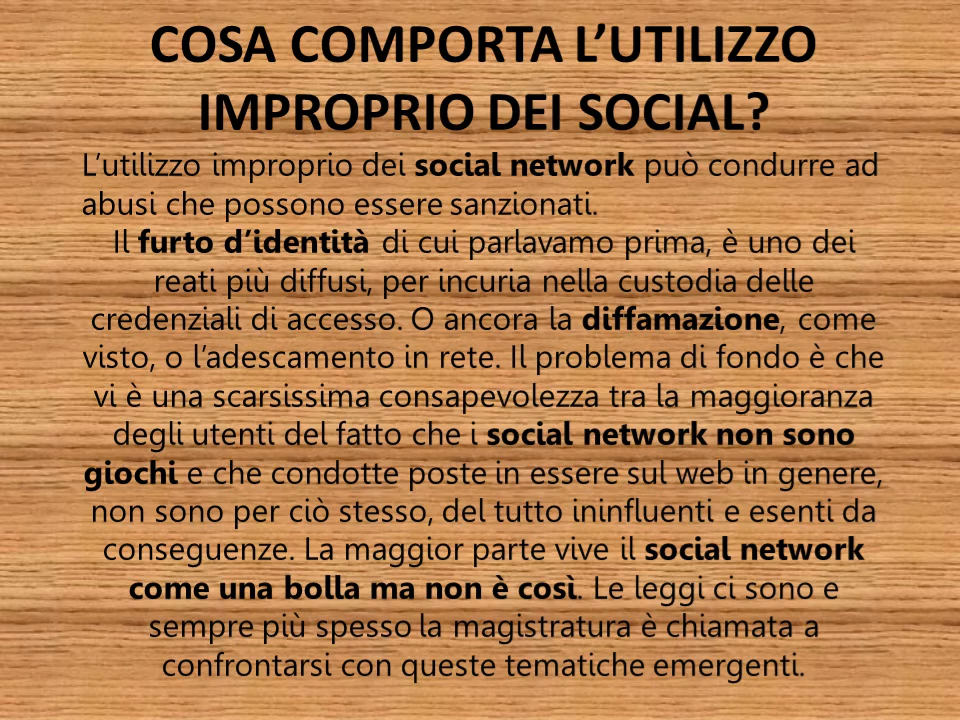 COSA COMPORTA L’UTILIZZO
IMPROPRIO DEI SOCIAL?
L’utilizzo improprio dei social network può condurre ad
abusi che possono essere sanzionati.
Il furto d’identità di cui parlavamo prima, è uno dei
reati più diffusi, per incuria nella custodia delle
credenziali di accesso. O ancora la diffamazione, come
visto, o l’adescamento in rete. Il problema di fondo è che
vi è una scarsissima consapevolezza tra la maggioranza
degli utenti del fatto che i social network non sono
giochi e che condotte poste in essere sul web in genere,
non sono per ciò stesso, del tutto ininfluenti e esenti da
conseguenze. La maggior parte vive il social network
come una bolla ma non è così. Le leggi ci sono e
sempre più spesso la magistratura è chiamata a
confrontarsi con queste tematiche emergenti.